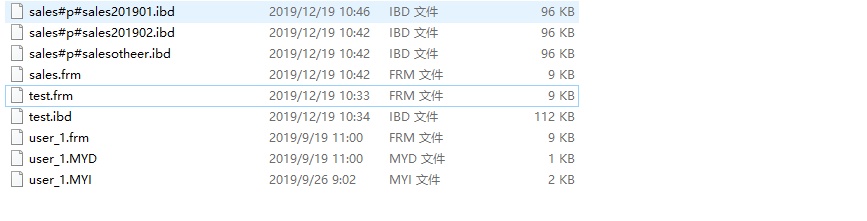 sales#p#sales201901.ibd 2019/12/19 10:46 IBD 文件 96 KB
sales#p#sales201902.ibd 2019/12/19 10:42 IBD 文件 96 KB
sales#p#salesotheer.ibd 2019/12/19 10:42 IBD 文件 96 KB
sales.frm 2019/12/19 10:42 FRM 文件 9 KB
test.frm 2019/12/19 10:33 FRM 文件 9 KB
test.ibd 2019/12/19 10:34 IBD 文件 112 KB
user_1.frm 2019/9/19 11:00 FRM 文件 9 KB
user_1.MYD 2019/9/19 11:00 MYD 文件 1 KB
user_1.MYI 2019/9/26 9:02 MYI 文件 2 KB